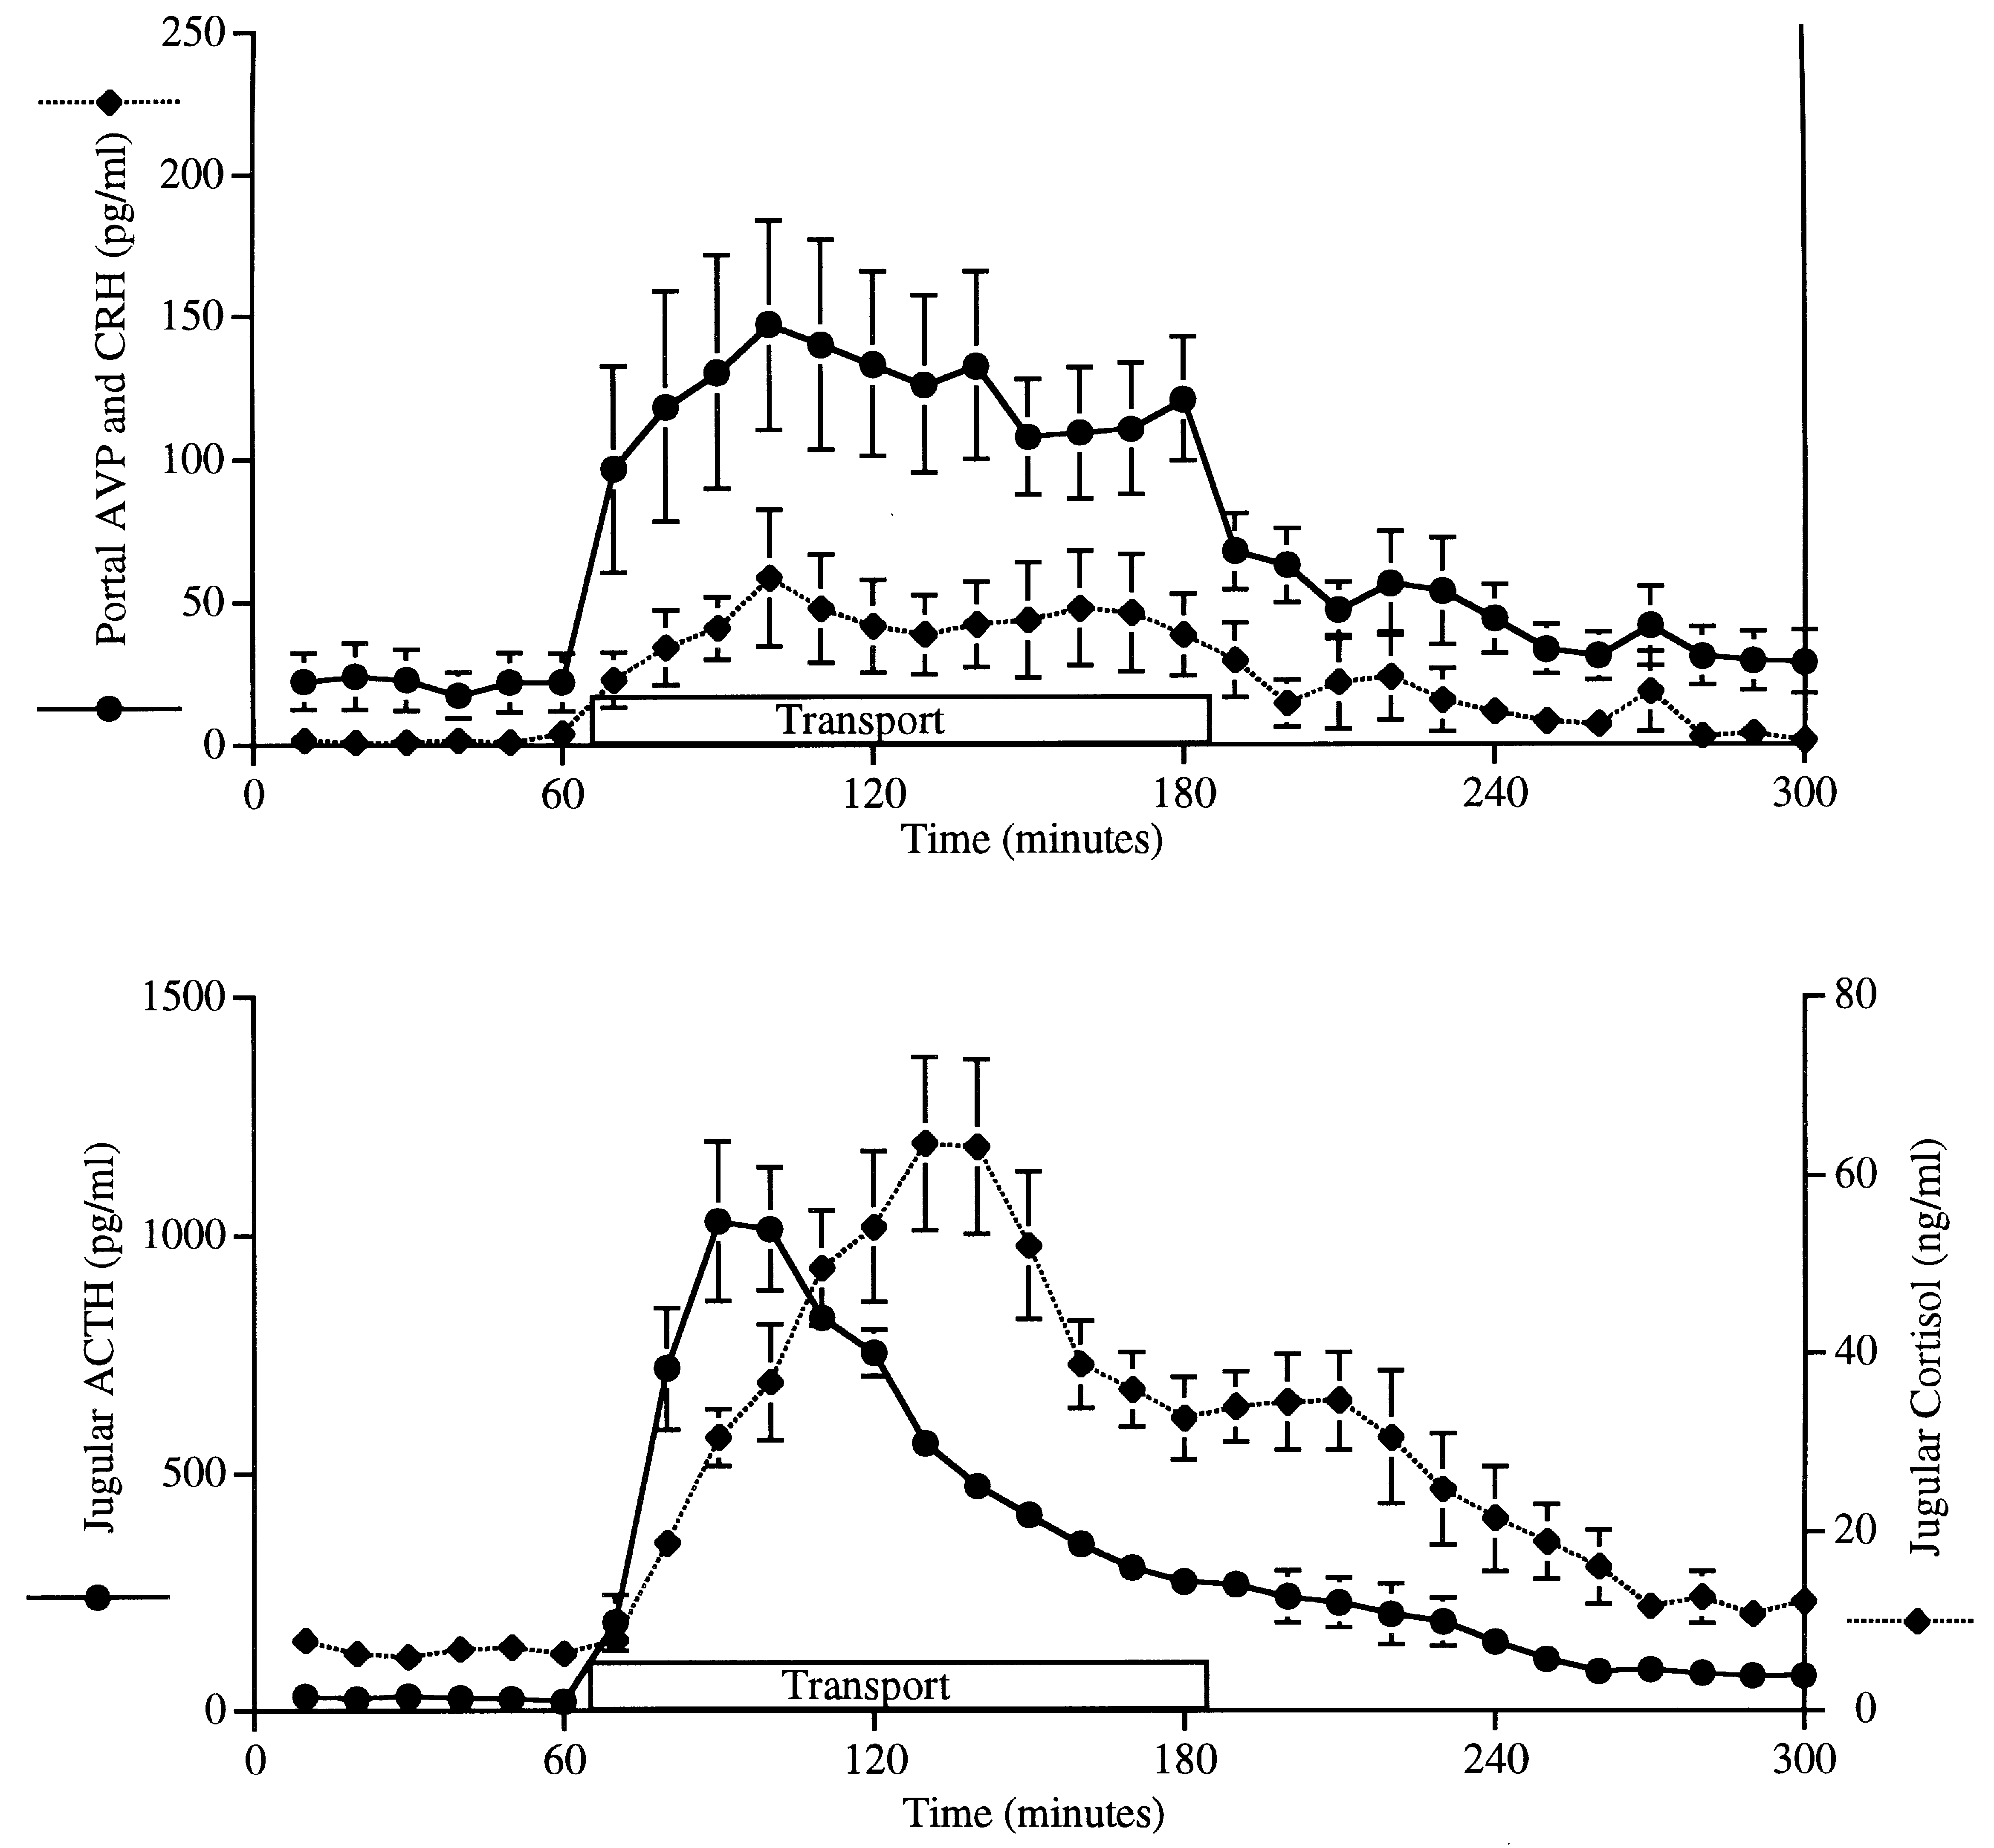 Portal AVP and CRH (pg/ml)
250
200
150
100
50
0
Transport
0 60 120 180 240 300
Time (minutes)
Jugular ACTH (pg/ml)
1500
1000
500
0
Transport
80
60
40
20
0
Jugular Cortisol (ng/ml)
0 60 120 180 240 300
Time (minutes)